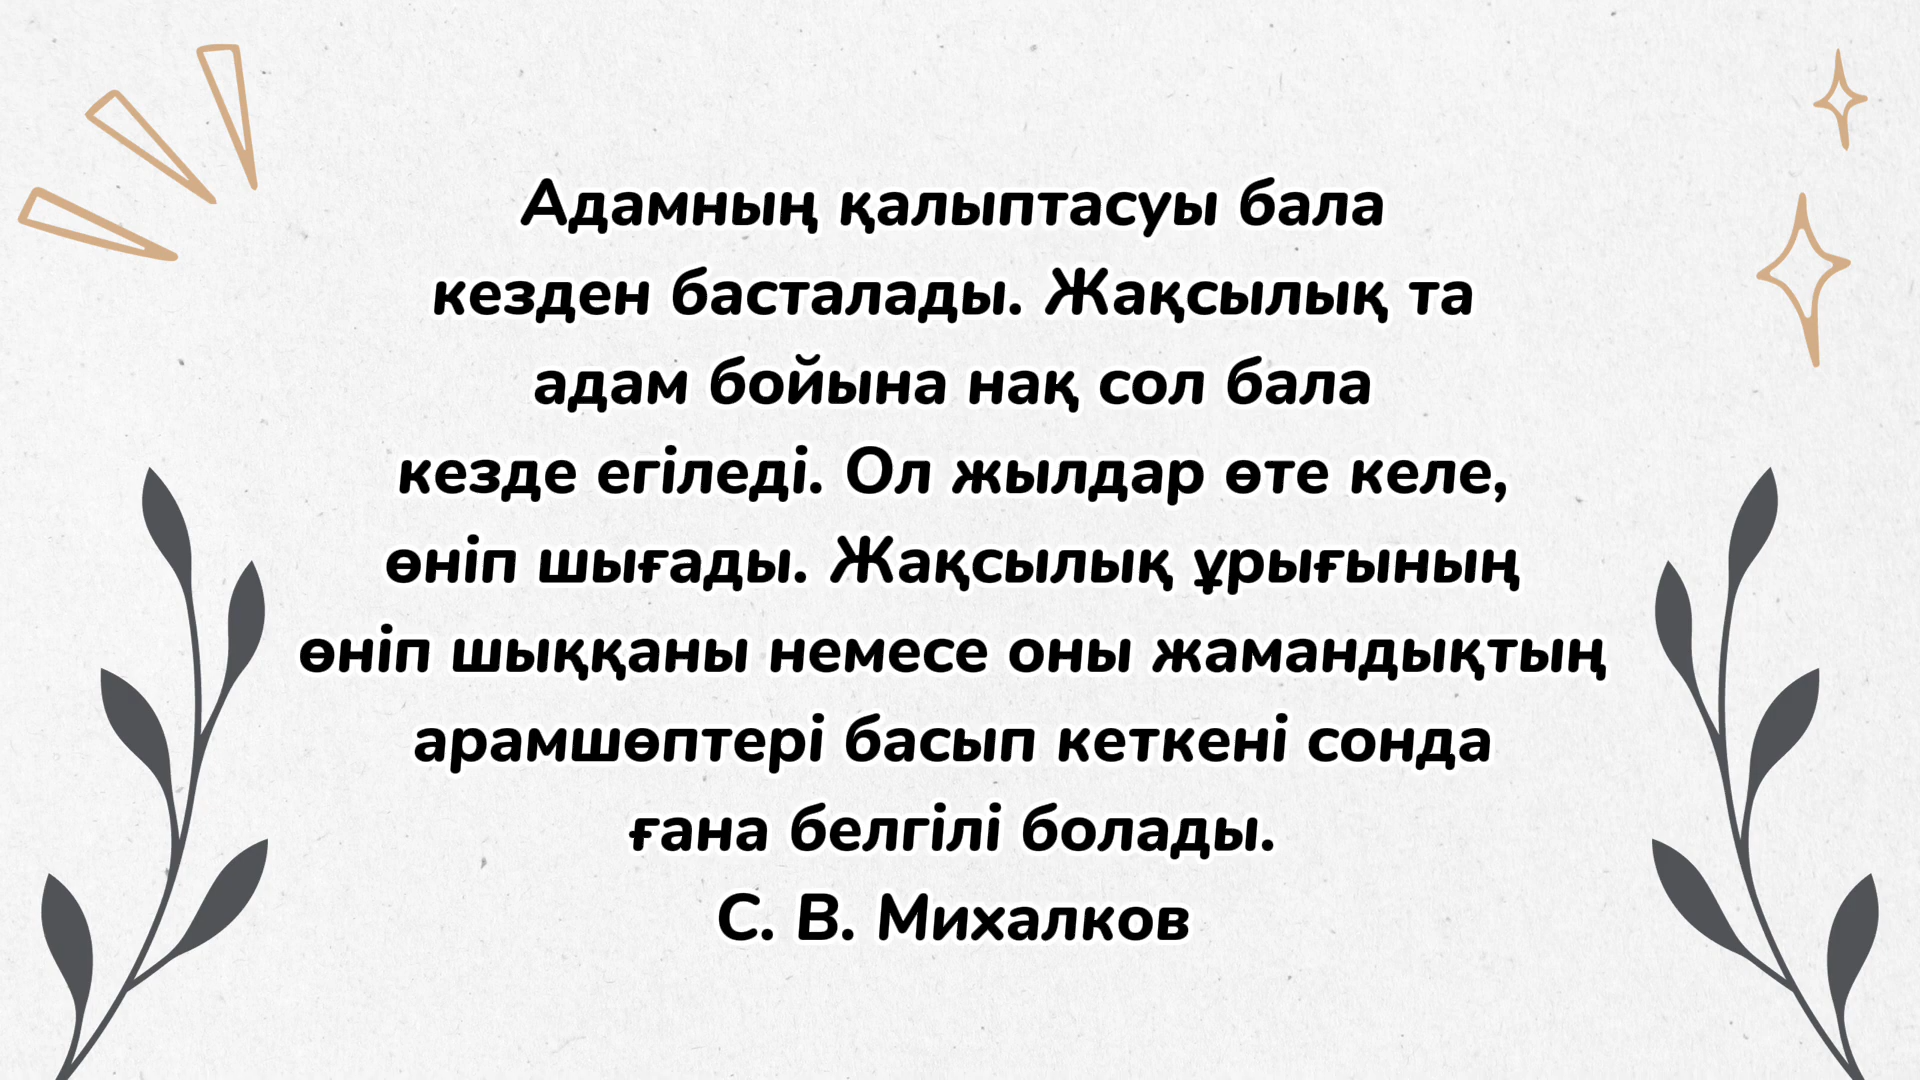 Адамның қалыптасуы бала
кезден басталады. Жақсылық та
адам бойына нақ сол бала
кезде егіледі. Ол жылдар өте келе,
өніп шығады. Жақсылық ұрығының
өніп шыққаны немесе оны жамандықтың
арамшөптері басып кеткені сонда
ғана белгілі болады.
С. В. Михалков